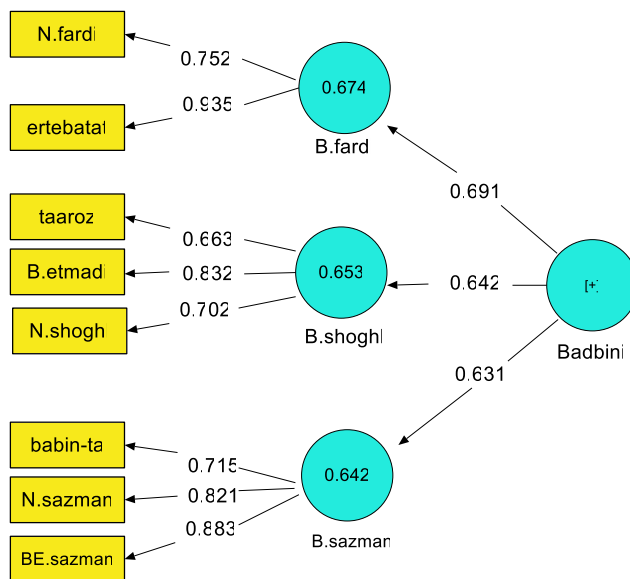 N.fardi
0.752
0.674
ertebatat
0.935
B.fard
0.691
taaroz
0.663
B.etmadi
0.832
0.653
0.642
[+]
N.shogh
0.702
B.shoghl
Badbini
0.631
babin-ta
0.715
0.642
N.sazman
0.821
0.883
B.sazman
BE.sazman